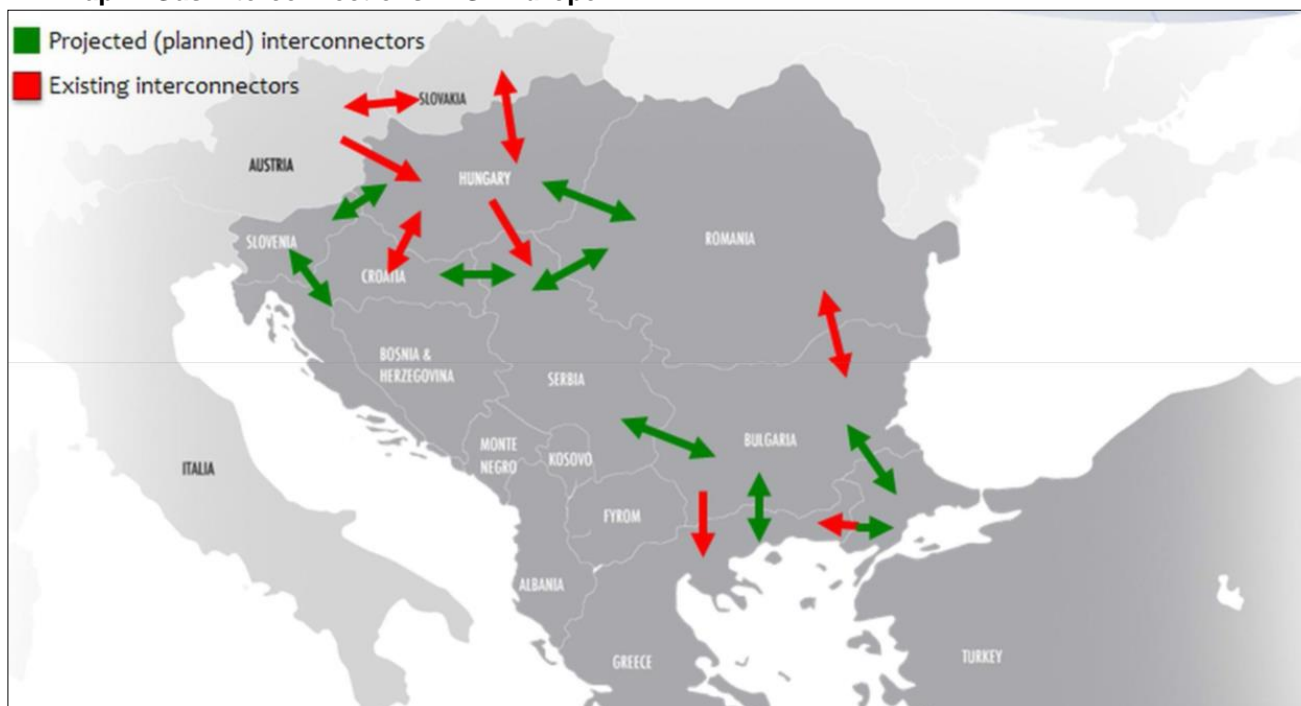 Projected (planned) interconnectors
Existing interconnectors
SLOVAKIA
AUSTRIA
HUNGARY
SLOVENIA
CROATIA
ROMANIA
BOSNIA &
HERZEGOVINA
SERBIA
MONTE
NEGRO
KOSOVO
BULGARIA
ITALIA
FYROM
ALBANIA
GREECE
TURKEY